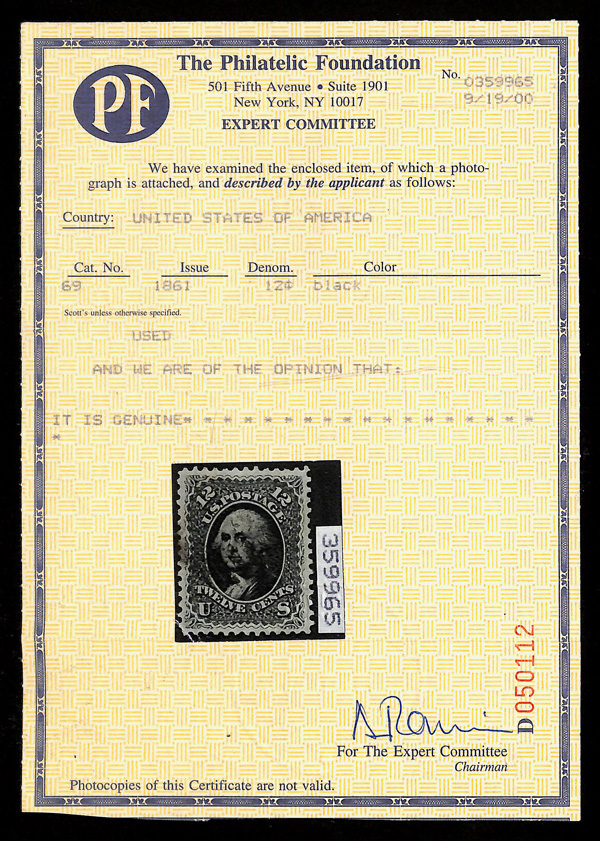 The Philatelic Foundation
PF
501 Fifth Avenue • Suite 1901
New York, NY 10017
EXPERT COMMITTEE
No. 0359965
9/19/00
We have examined the enclosed item, of which a photo-
graph is attached, and described by the applicant as follows:
Country: UNITED STATES OF AMERICA
Cat. No. Issue Denom. Color
69 1861 12¢ black
Scott's unless otherwise specified.
USED
AND WE ARE OF THE OPINION THAT:
IT IS GENUINE* * * * * * * * * * * * * * * * * *
*
12 12
U.S. POSTAGE
TWELVE CENTS
U S
359965
D050112
For The Expert Committee
Chairman
Photocopies of this Certificate are not valid.